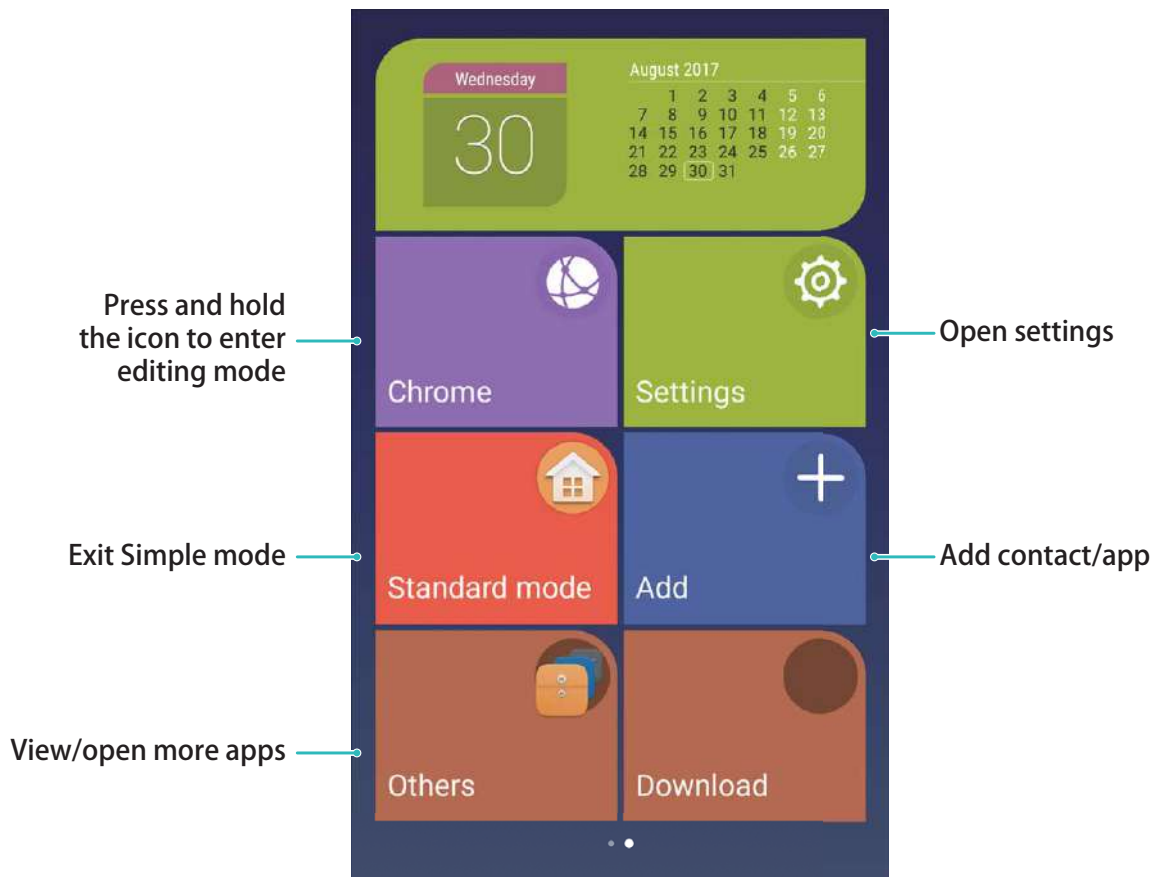 Wednesday
30
August 2017
1 2 3 4 5 6
7 8 9 10 11 12 13
14 15 16 17 18 19 20
21 22 23 24 25 26 27
28 29 30 31
Press and hold
the icon to enter
editing mode
Chrome
Settings
Open settings
Exit Simple mode
Standard mode
Add
Add contact/app
View/open more apps
Others
Download